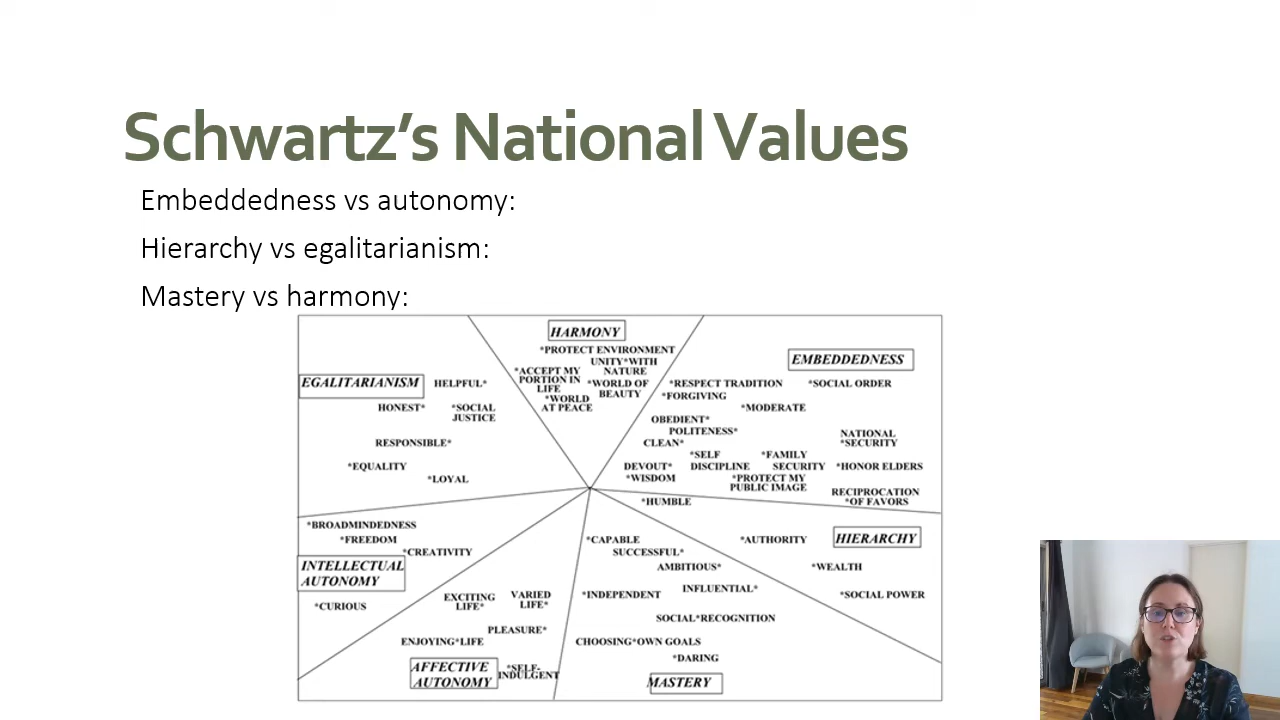 Schwartz's National Values
Embeddedness vs autonomy:
Hierarchy vs egalitarianism:
Mastery vs harmony:
HARMONY
*PROTECT ENVIRONMENT
UNITY*WITH
NATURE
*ACCEPT MY
PORTION IN
LIFE
*WORLD OF
BEAUTY
*WORLD
AT PEACE
EGALITARIANISM
HELPFUL*
HONEST*
*SOCIAL
JUSTICE
RESPONSIBLE*
*EQUALITY
*LOYAL
EMBEDDEDNESS
*RESPECT TRADITION
*SOCIAL ORDER
*FORGIVING
*MODERATE
OBEDIENT*
POLITENESS*
CLEAN*
NATIONAL
*SECURITY
*SELF
DISCIPLINE
*FAMILY
SECURITY
DEVOUT*
*HONOR ELDERS
*WISDOM
*PROTECT MY
PUBLIC IMAGE
RECIPROCATION
*OF FAVORS
*HUMBLE
*AUTHORITY
HIERARCHY
*WEALTH
*SOCIAL POWER
*BROADMINDEDNESS
*FREEDOM
*CREATIVITY
INTELLECTUAL
AUTONOMY
*CURIOUS
EXCITING
LIFE*
VARIED
LIFE*
PLEASURE*
ENJOYING*LIFE
AFFECTIVE
AUTONOMY
*SELF-
INDULGENT
*CAPABLE
SUCCESSFUL*
AMBITIOUS*
*INDEPENDENT
INFLUENTIAL*
SOCIAL*RECOGNITION
CHOOSING*OWN GOALS
*DARING
MASTERY